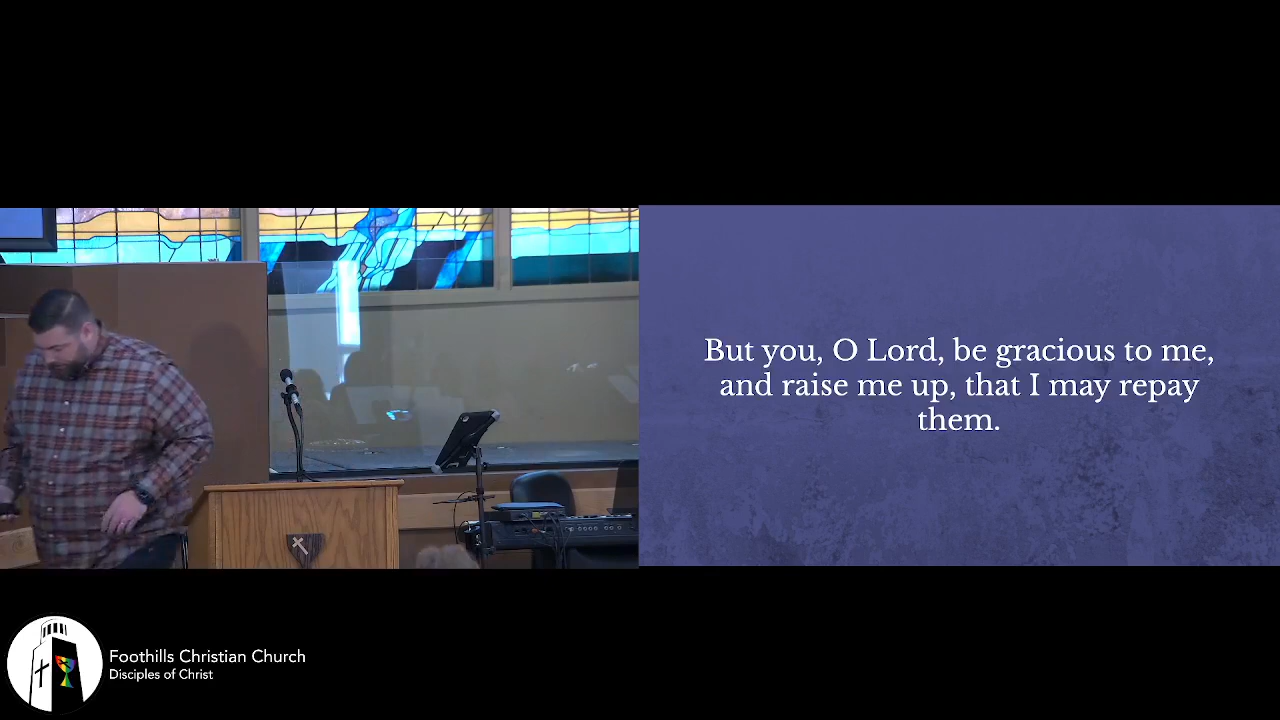 But you, O Lord, be gracious to me,
and raise me up, that I may repay
them.
Foothills Christian Church
Disciples of Christ